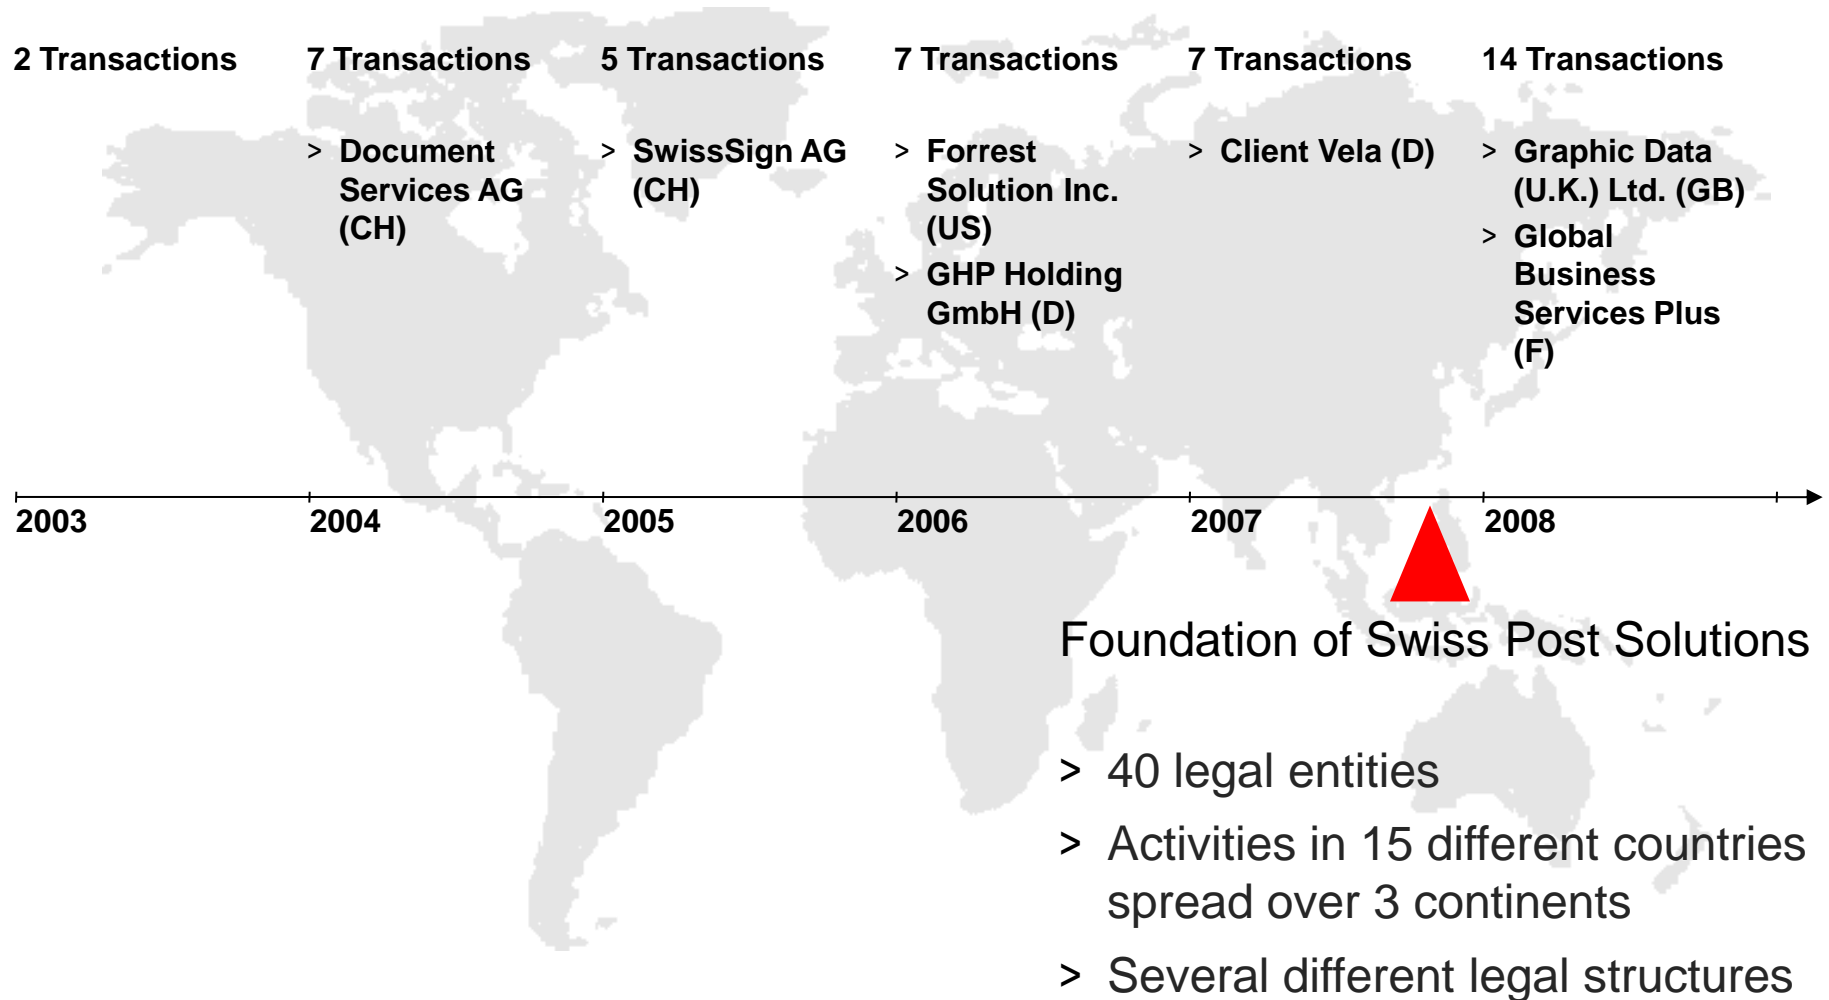 2 Transactions
7 Transactions
5 Transactions
7 Transactions
7 Transactions
14 Transactions
> Document
Services AG
(CH)
> SwissSign AG
(CH)
> Forrest
Solution Inc.
(US)
> GHP Holding
GmbH (D)
> Client Vela (D)
> Graphic Data
(U.K.) Ltd. (GB)
> Global
Business
Services Plus
(F)
2003
2004
2005
2006
2007
2008
Foundation of Swiss Post Solutions
> 40 legal entities
> Activities in 15 different countries
spread over 3 continents
> Several different legal structures